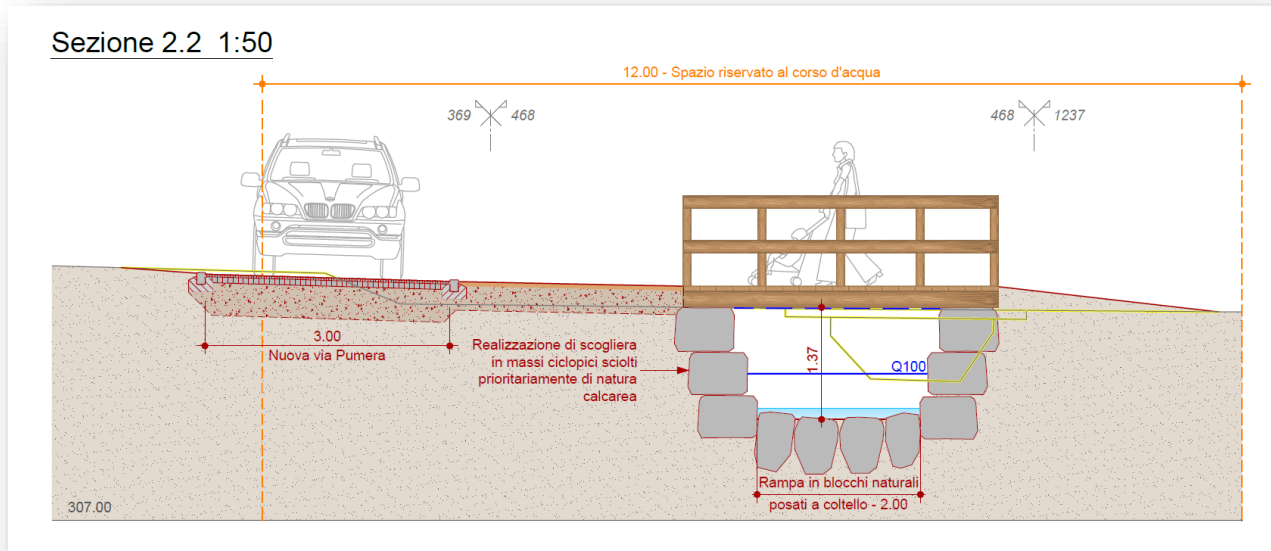 Sezione 2.2 1:50
12.00 - Spazio riservato al corso d'acqua
369 468
468 1237
3.00
Nuova via Pumera
Realizzazione di scogliera
in massi ciclopici sciolti
prioritariamente di natura
calcarea
1.37
Q100
Rampa in blocchi naturali
posati a coltello - 2.00
307.00